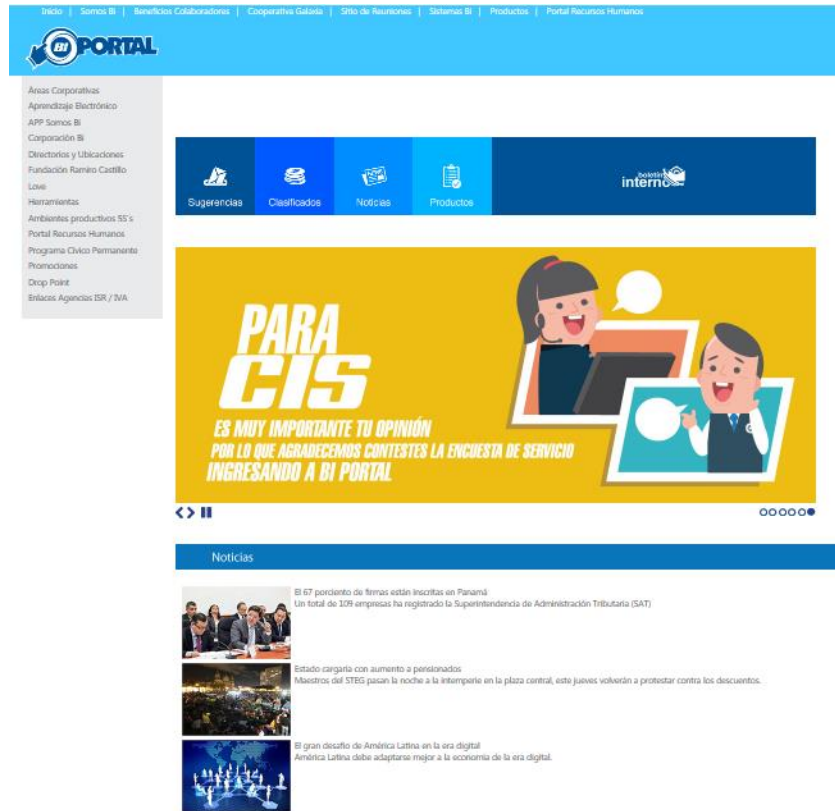 Inicio | Somos Bi | Beneficios Colaboradores | Cooperativa Galaxia | Sitio de Reuniones | Sistemas Bi | Productos | Portal Recursos Humanos
Bi PORTAL
Áreas Corporativas
Aprendizaje Electrónico
APP Somos Bi
Corporación Bi
Directorios y Ubicaciones
Fundación Ramiro Castillo
Love
Herramientas
Ambientes productivos 5S´s
Portal Recursos Humanos
Programa Cívico Permanente
Promociones
Drop Point
Enlaces Agencias ISR / IVA
Sugerencias
Clasificados
Noticias
Productos
boletín
interno
PARA
CIS
ES MUY IMPORTANTE TU OPINIÓN
POR LO QUE AGRADECEMOS CONTESTES LA ENCUESTA DE SERVICIO
INGRESANDO A BI PORTAL
Noticias
El 67 porciento de firmas están inscritas en Panamá
Un total de 109 empresas ha registrado la Superintendencia de Administración Tributaria (SAT)
Estado cargaría con aumento a pensionados
Maestros del STEG pasan la noche a la intemperie en la plaza central, este jueves volverán a protestar contra los descuentos.
El gran desafío de América Latina en la era digital
América Latina debe adaptarse mejor a la economía de la era digital.